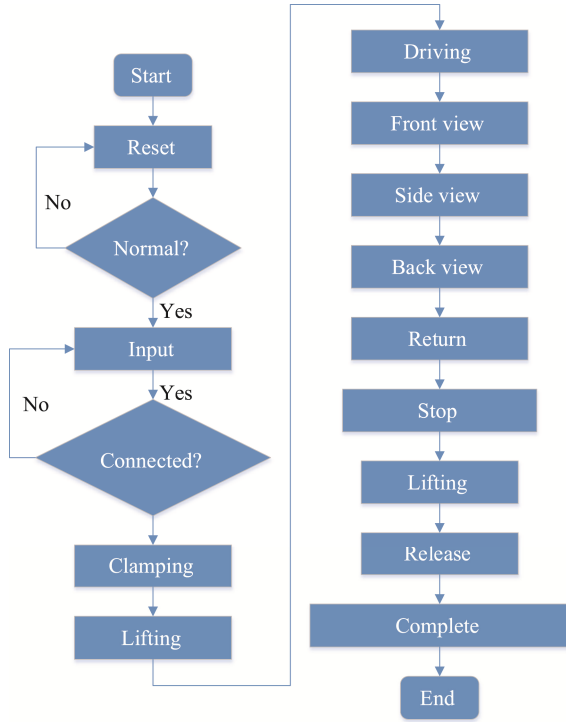 Start
Reset
No
Normal?
Yes
Input
Yes
No
Connected?
Clamping
Lifting
Driving
Front view
Side view
Back view
Return
Stop
Lifting
Release
Complete
End